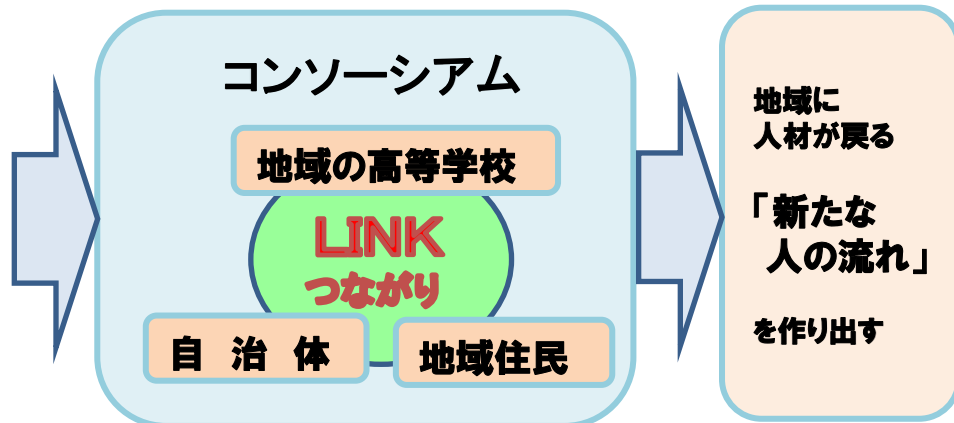 コンソーシアム
地域の高等学校
LINK
つながり
自 治 体
地域住民
地域に
人材が戻る
「新たな
人の流れ」
を作り出す